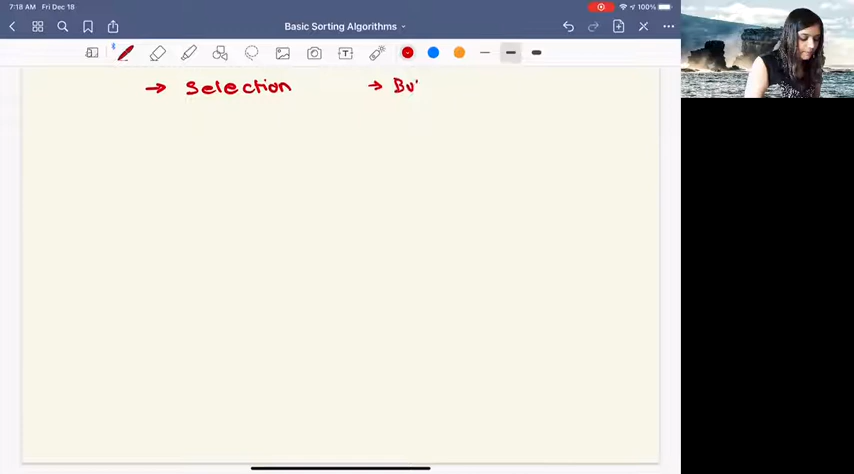 7:18 AM Fri Dec 18 100%
Basic Sorting Algorithms
→ Selection → Bu